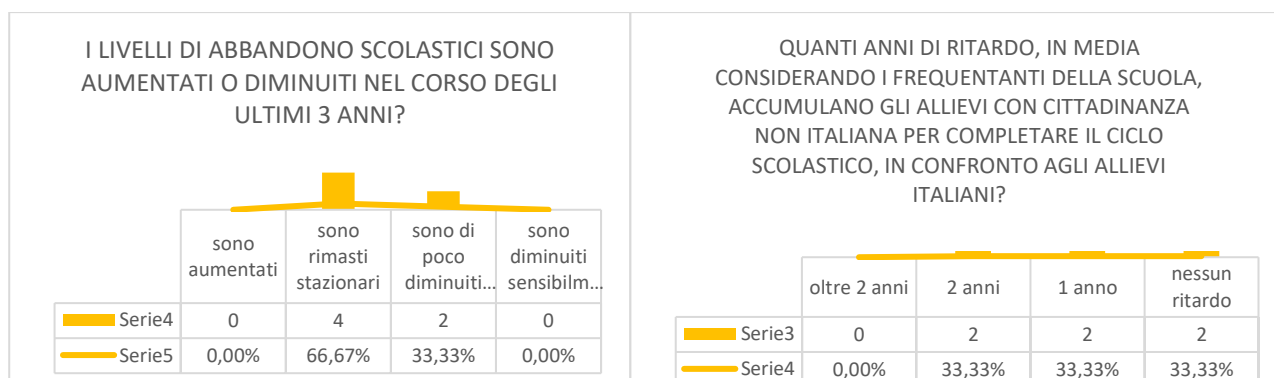 I LIVELLI DI ABBANDONO SCOLASTICI SONO
AUMENTATI O DIMINUITI NEL CORSO DEGLI
ULTIMI 3 ANNI?
sono aumentati
sono rimasti stazionari
sono di poco diminuiti...
sono diminuiti sensibilm...
Serie4 0 4 2 0
Serie5 0,00% 66,67% 33,33% 0,00%
QUANTI ANNI DI RITARDO, IN MEDIA
CONSIDERANDO I FREQUENTANTI DELLA SCUOLA,
ACCUMULANO GLI ALLIEVI CON CITTADINANZA
NON ITALIANA PER COMPLETARE IL CICLO
SCOLASTICO, IN CONFRONTO AGLI ALLIEVI
ITALIANI?
oltre 2 anni 2 anni 1 anno nessun ritardo
Serie3 0 2 2 2
Serie4 0,00% 33,33% 33,33% 33,33%